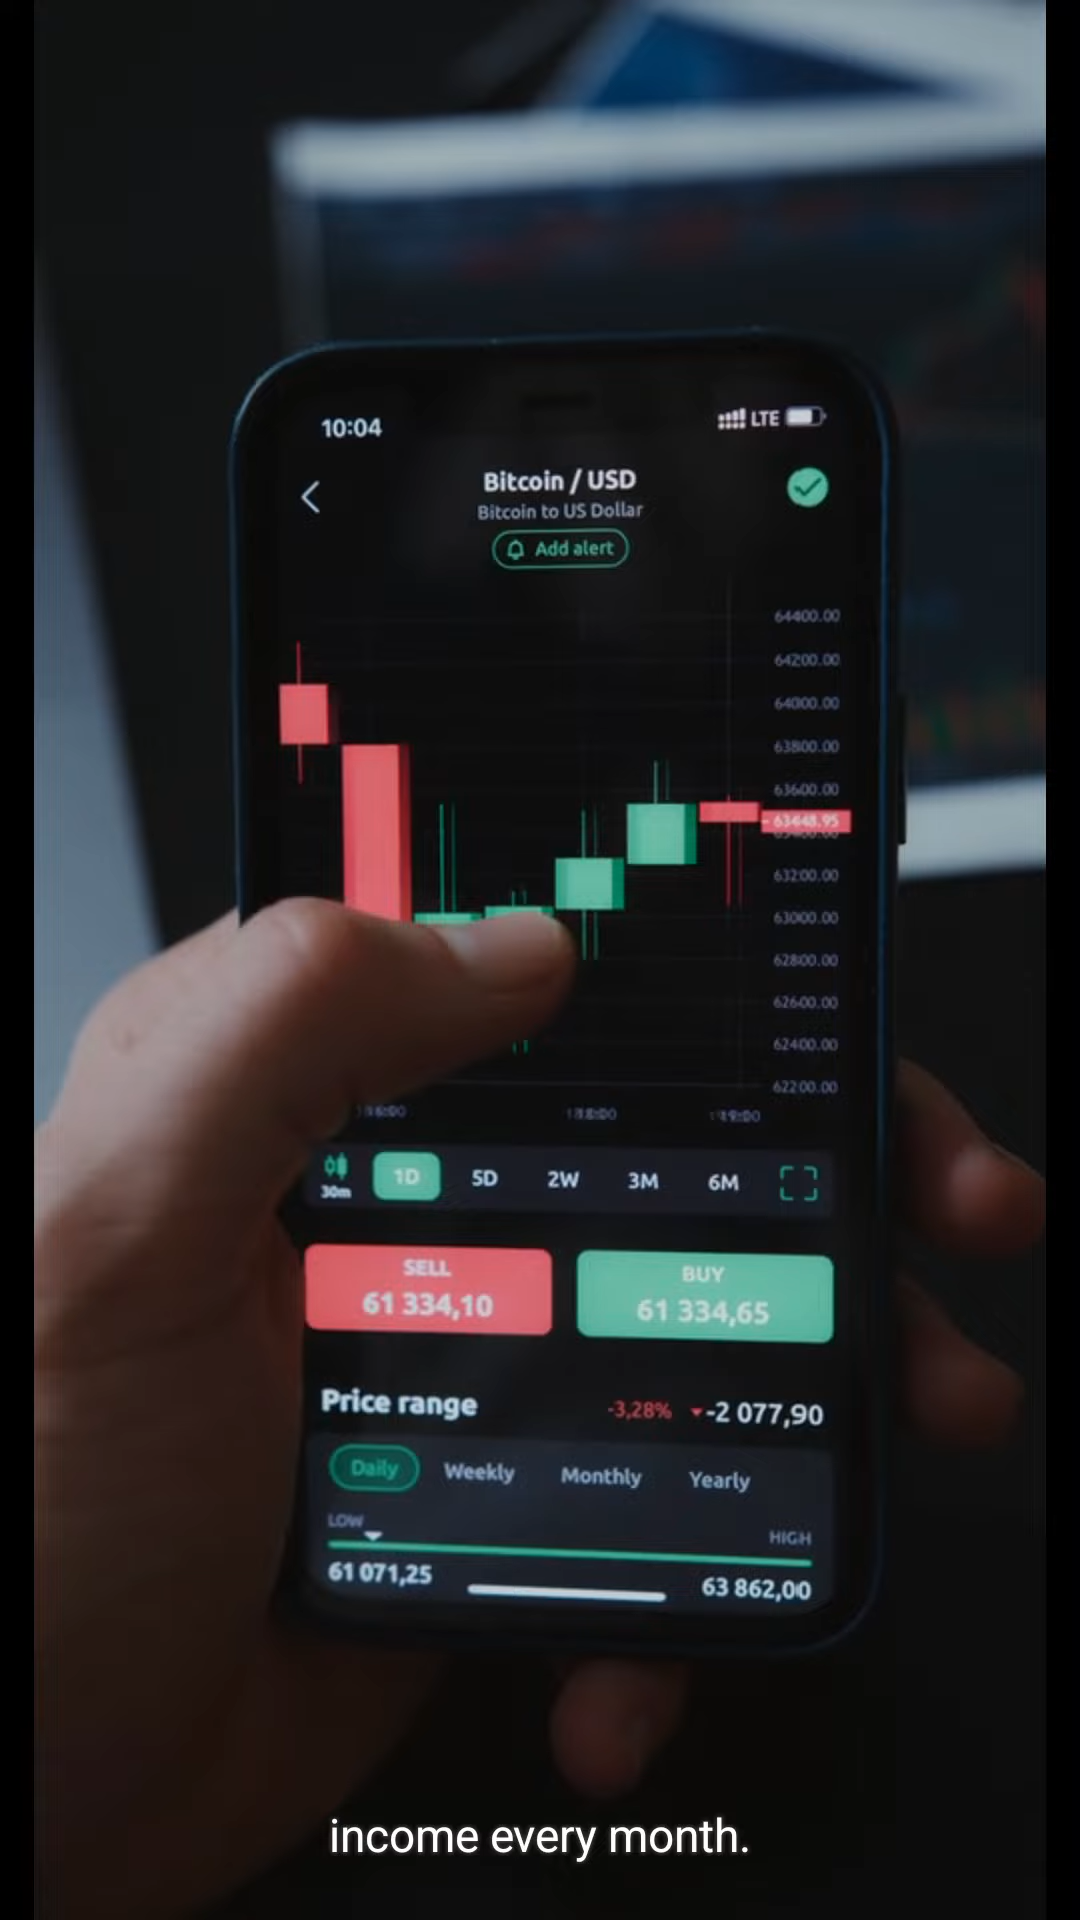 10:04
LTE
Bitcoin / USD
Bitcoin to US Dollar
Add alert
64400.00
64200.00
64000.00
63800.00
63600.00
63448.95
63200.00
63000.00
62800.00
62600.00
62400.00
62200.00
30m
1D
5D
2W
3M
6M
SELL
61 334,10
BUY
61 334,65
Price range
-3,28%
-2 077,90
Daily
Weekly
Monthly
Yearly
LOW
HIGH
61 071,25
63 862,00
income every month.